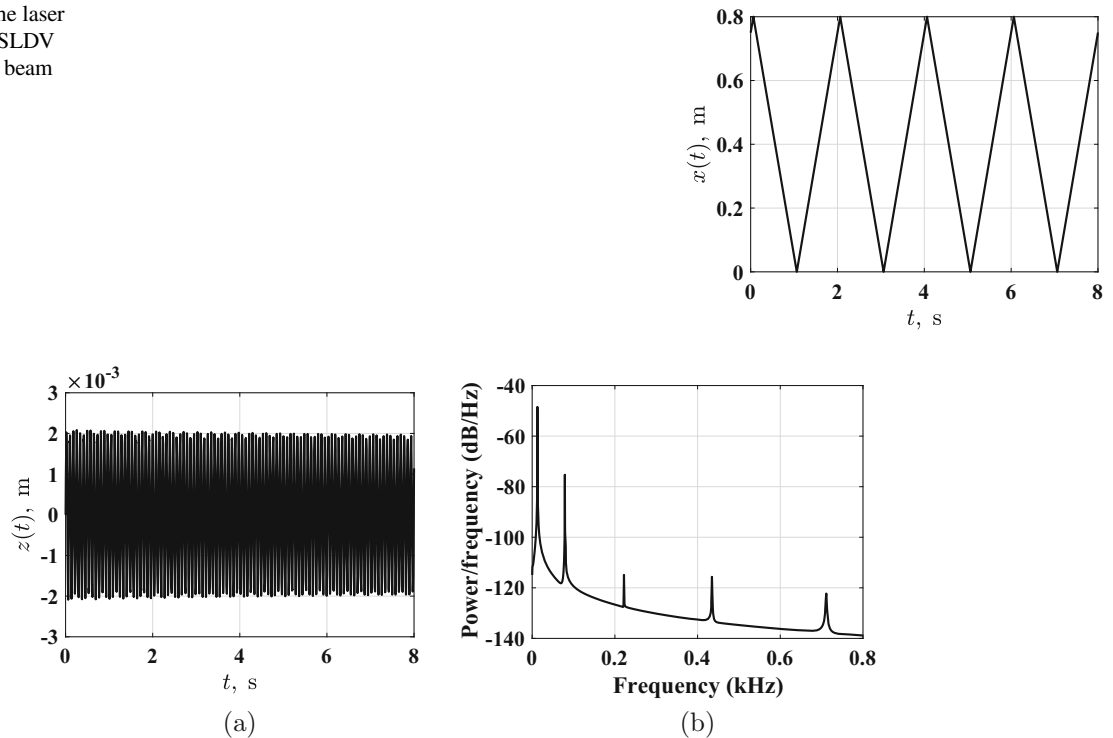 he laser
SLDV
beam
0.8
0.6
0.4
0.2
0
x(t), m
0 2 4 6 8
t, s
×10⁻³
3
2
1
0
-1
-2
-3
z(t), m
0 2 4 6 8
t, s
(a)
-40
-60
-80
-100
-120
-140
Power/frequency (dB/Hz)
0 0.2 0.4 0.6 0.8
Frequency (kHz)
(b)